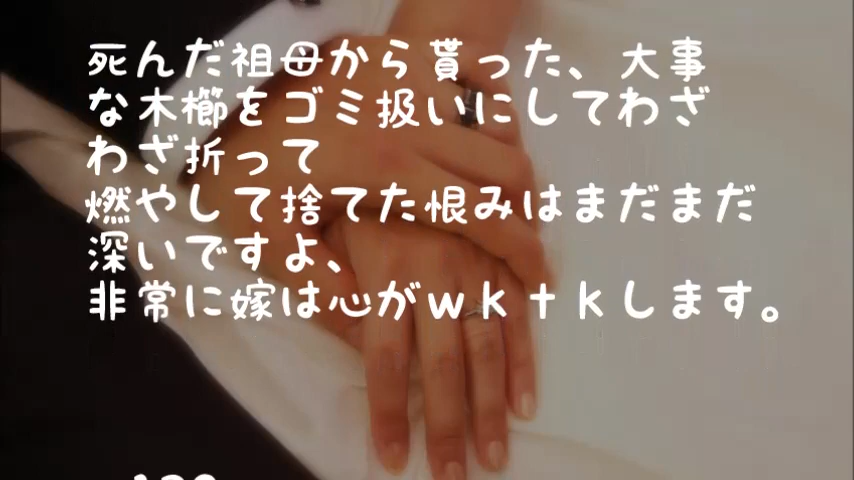 死んだ祖母から貰った、大事
な木櫛をゴミ扱いにしてわざ
わざ折って
燃やして捨てた恨みはまだまだ
深いですよ、
非常に嫁は心がｗｋｔｋします。